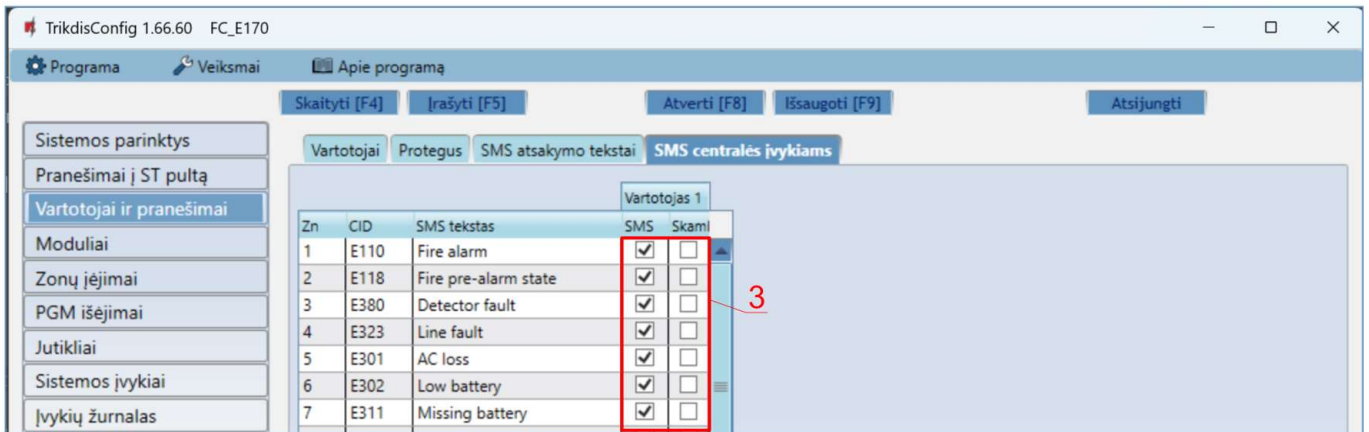 TrikdisConfig 1.66.60 FC_E170
Programa Veiksmai Apie programą
Skaityti [F4] Įrašyti [F5] Atverti [F8] Išsaugoti [F9] Atsijungti
Sistemos parinktys
Pranešimai į ST pultą
Vartotojai ir pranešimai
Moduliai
Zonų įėjimai
PGM išėjimai
Jutikliai
Sistemos įvykiai
Įvykių žurnalas
Vartotojai Protegus SMS atsakymo tekstai SMS centralės įvykiams
Vartotojas 1
Zn CID SMS tekstas SMS Skaml
1 E110 Fire alarm
2 E118 Fire pre-alarm state
3 E380 Detector fault
4 E323 Line fault
5 E301 AC loss
6 E302 Low battery
7 E311 Missing battery
3